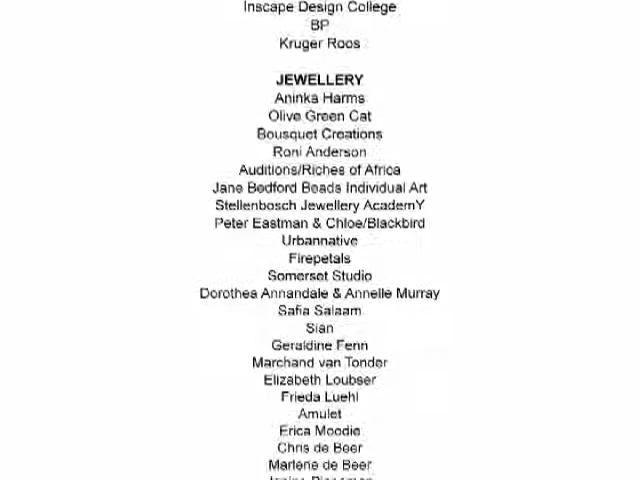 Inscape Design College
BP
Kruger Roos
JEWELLERY
Aninka Harms
Olive Green Cat
Bousquet Creations
Roni Anderson
Auditions/Riches of Africa
Jane Bedford Beads Individual Art
Stellenbosch Jewellery AcademY
Peter Eastman & Chloe/Blackbird
Urbannative
Firepetals
Somerset Studio
Dorothea Annandale & Annelle Murray
Safia Salaam
Sian
Geraldine Fenn
Marchand van Tonder
Elizabeth Loubser
Frieda Luehl
Amulet
Erica Moodie
Chris de Beer
Marlene de Beer